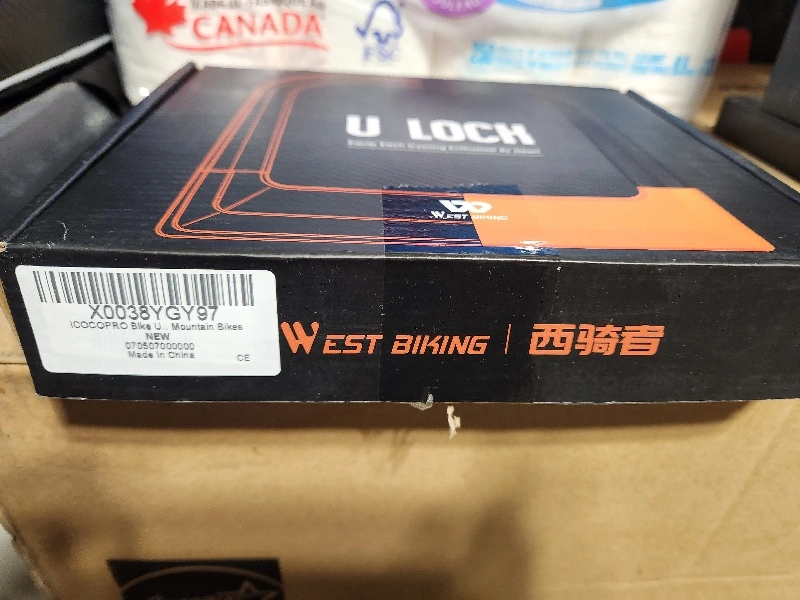 CANADA
FSC
U LOCK
WEST BIKING
X0038YGY97
ICOCOPRO Bike U... Mountain Bikes
NEW
070507000000
Made in China
CE
WEST BIKING | 西骑者